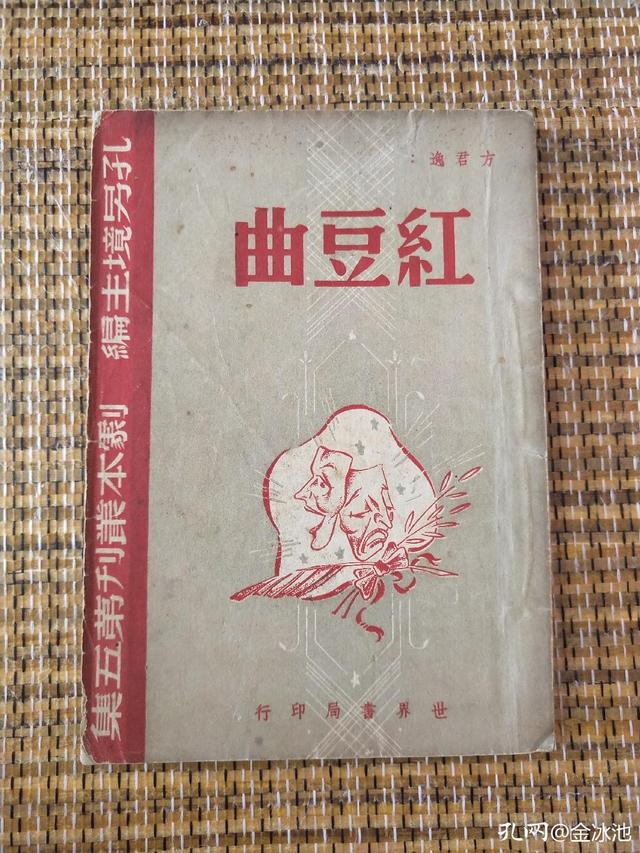 方君逸：
紅豆曲
孔另境主編 劇本叢刊第五集
世界書局印行
孔网@金冰池